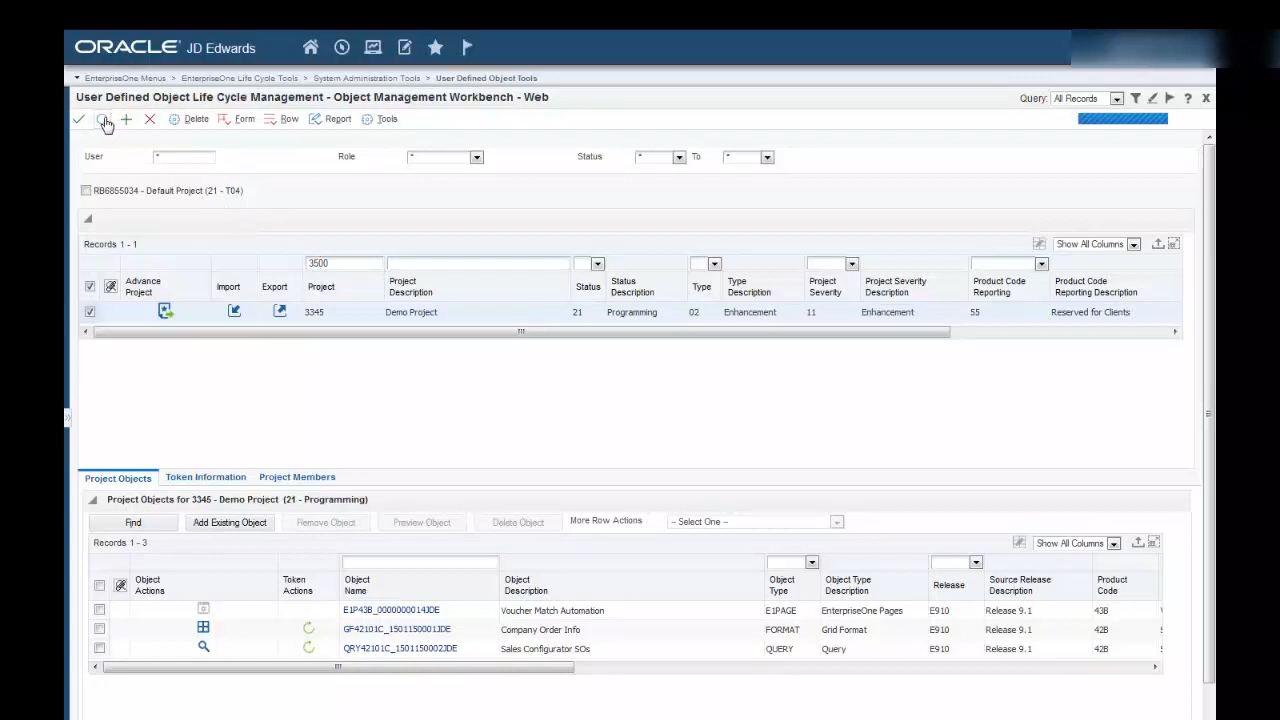 ORACLE JD Edwards
EnterpriseOne Menus > EnterpriseOne Life Cycle Tools > System Administration Tools > User Defined Object Tools
User Defined Object Life Cycle Management - Object Management Workbench - Web
Query: All Records ? X
Delete Form Row Report Tools
User * Role * Status * To *
RB6855034 - Default Project (21 - T04)
Records 1 - 1 Show All Columns
3500
Advance Project Import Export Project Project Description Status Status Description Type Type Description Project Severity Project Severity Description Product Code Reporting Product Code Reporting Description
3345 Demo Project 21 Programming 02 Enhancement 11 Enhancement 55 Reserved for Clients
Project Objects Token Information Project Members
Project Objects for 3345 - Demo Project (21 - Programming)
Find Add Existing Object Remove Object Preview Object Delete Object More Row Actions -- Select One --
Records 1 - 3 Show All Columns
Object Actions Token Actions Object Name Object Description Object Type Object Type Description Release Source Release Description Product Code
E1P43B_0000000014JDE Voucher Match Automation E1PAGE EnterpriseOne Pages E910 Release 9.1 43B
GF42101C_1501150001JDE Company Order Info FORMAT Grid Format E910 Release 9.1 42B
QRY42101C_1501150002JDE Sales Configurator SOs QUERY Query E910 Release 9.1 42B